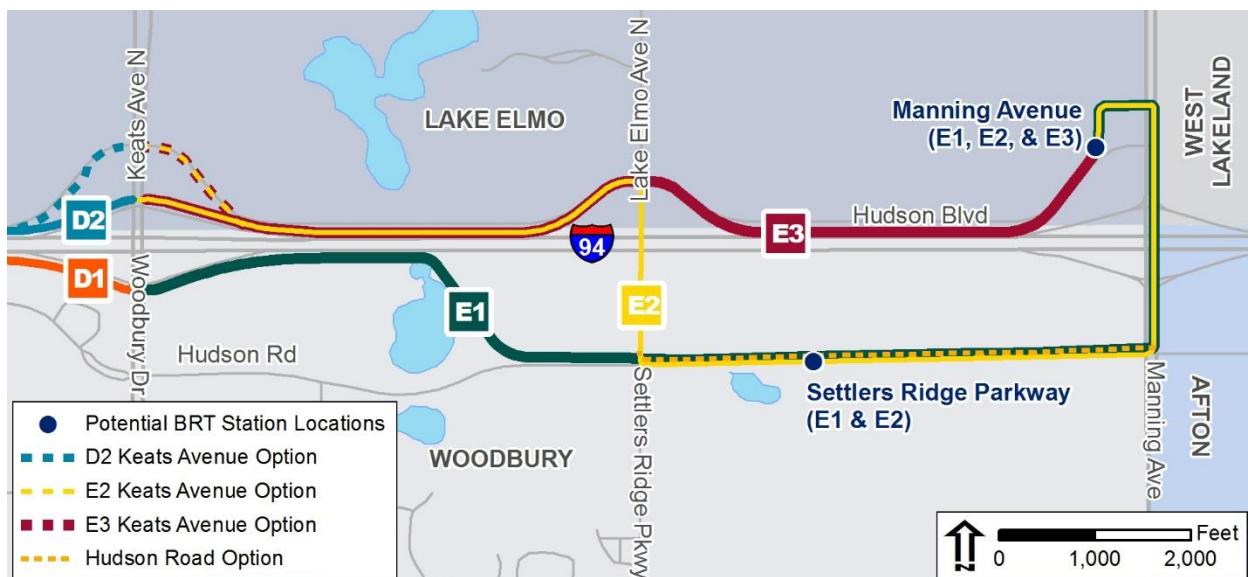 Keats Ave N
LAKE ELMO
Lake Elmo Ave N
Manning Avenue
(E1, E2, & E3)
WEST
LAKELAND
D2
94
E3
Hudson Blvd
D1
Woodbury Dr
E1
E2
Hudson Rd
Settlers Ridge Parkway
(E1 & E2)
WOODBURY
Settlers Ridge Pkwy
Manning Ave
AFTON
Potential BRT Station Locations
D2 Keats Avenue Option
E2 Keats Avenue Option
E3 Keats Avenue Option
Hudson Road Option
N
Feet
0 1,000 2,000